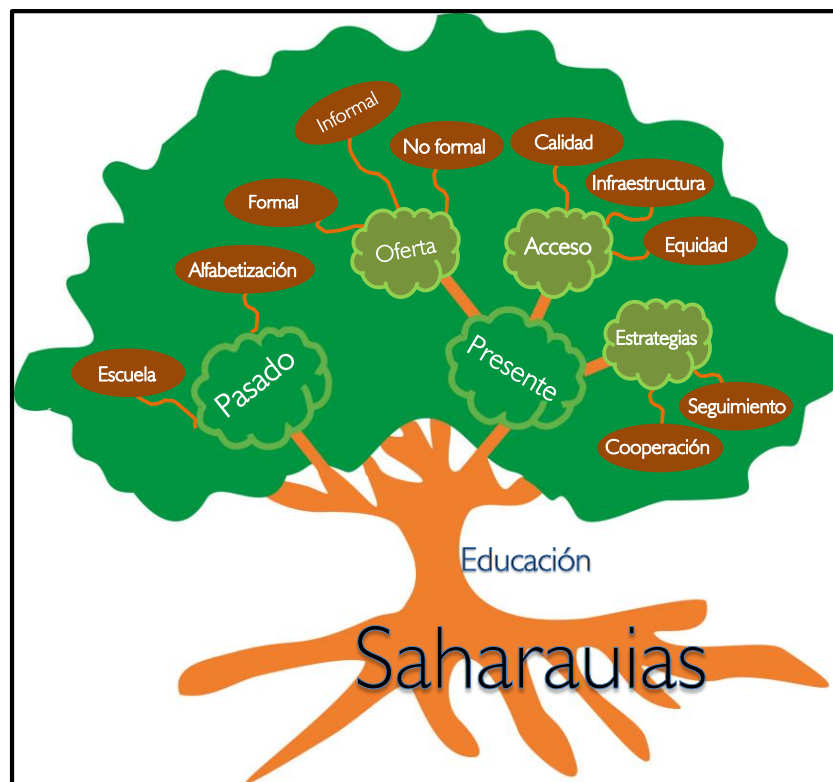 Informal
No formal
Calidad
Infraestructura
Formal
Oferta
Acceso
Equidad
Alfabetización
Estrategias
Escuela
Pasado
Presente
Seguimiento
Cooperación
Educación
Saharauias